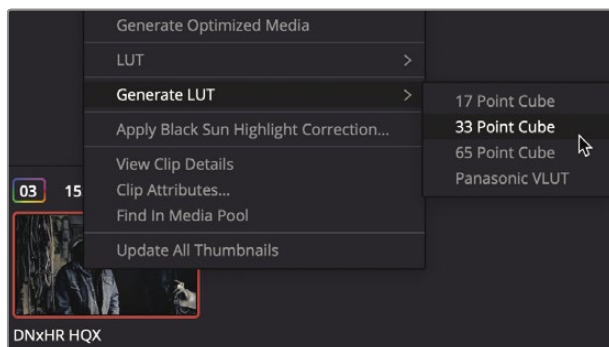 Generate Optimized Media
LUT >
Generate LUT >
17 Point Cube
33 Point Cube
65 Point Cube
Panasonic VLUT
Apply Black Sun Highlight Correction...
View Clip Details
Clip Attributes...
Find In Media Pool
Update All Thumbnails
03 15
DNxHR HQX